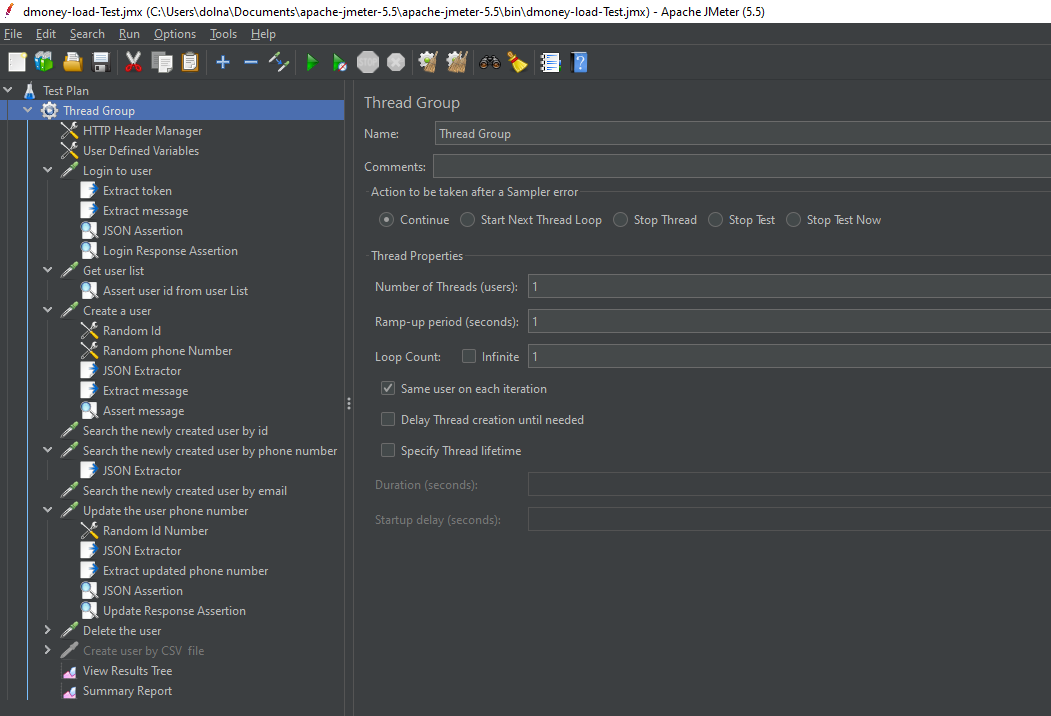 dmoney-load-Test.jmx (C:\Users\dolna\Documents\apache-jmeter-5.5\apache-jmeter-5.5\bin\dmoney-load-Test.jmx) - Apache JMeter (5.5)
File Edit Search Run Options Tools Help
STOP
Test Plan
Thread Group
HTTP Header Manager
User Defined Variables
Login to user
Extract token
Extract message
JSON Assertion
Login Response Assertion
Get user list
Assert user id from user List
Create a user
Random Id
Random phone Number
JSON Extractor
Extract message
Assert message
Search the newly created user by id
Search the newly created user by phone number
JSON Extractor
Search the newly created user by email
Update the user phone number
Random Id Number
JSON Extractor
Extract updated phone number
JSON Assertion
Update Response Assertion
Delete the user
Create user by CSV file
View Results Tree
Summary Report
Thread Group
Name: Thread Group
Comments:
Action to be taken after a Sampler error
Continue Start Next Thread Loop Stop Thread Stop Test Stop Test Now
Thread Properties
Number of Threads (users): 1
Ramp-up period (seconds): 1
Loop Count: Infinite 1
Same user on each iteration
Delay Thread creation until needed
Specify Thread lifetime
Duration (seconds):
Startup delay (seconds):